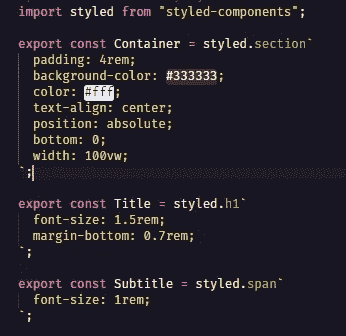 import styled from "styled-components";
export const Container = styled.section`
padding: 4rem;
background-color: #333333;
color: #fff;
text-align: center;
position: absolute;
bottom: 0;
width: 100vw;
`;
export const Title = styled.h1`
font-size: 1.5rem;
margin-bottom: 0.7rem;
`;
export const Subtitle = styled.span`
font-size: 1rem;
`;